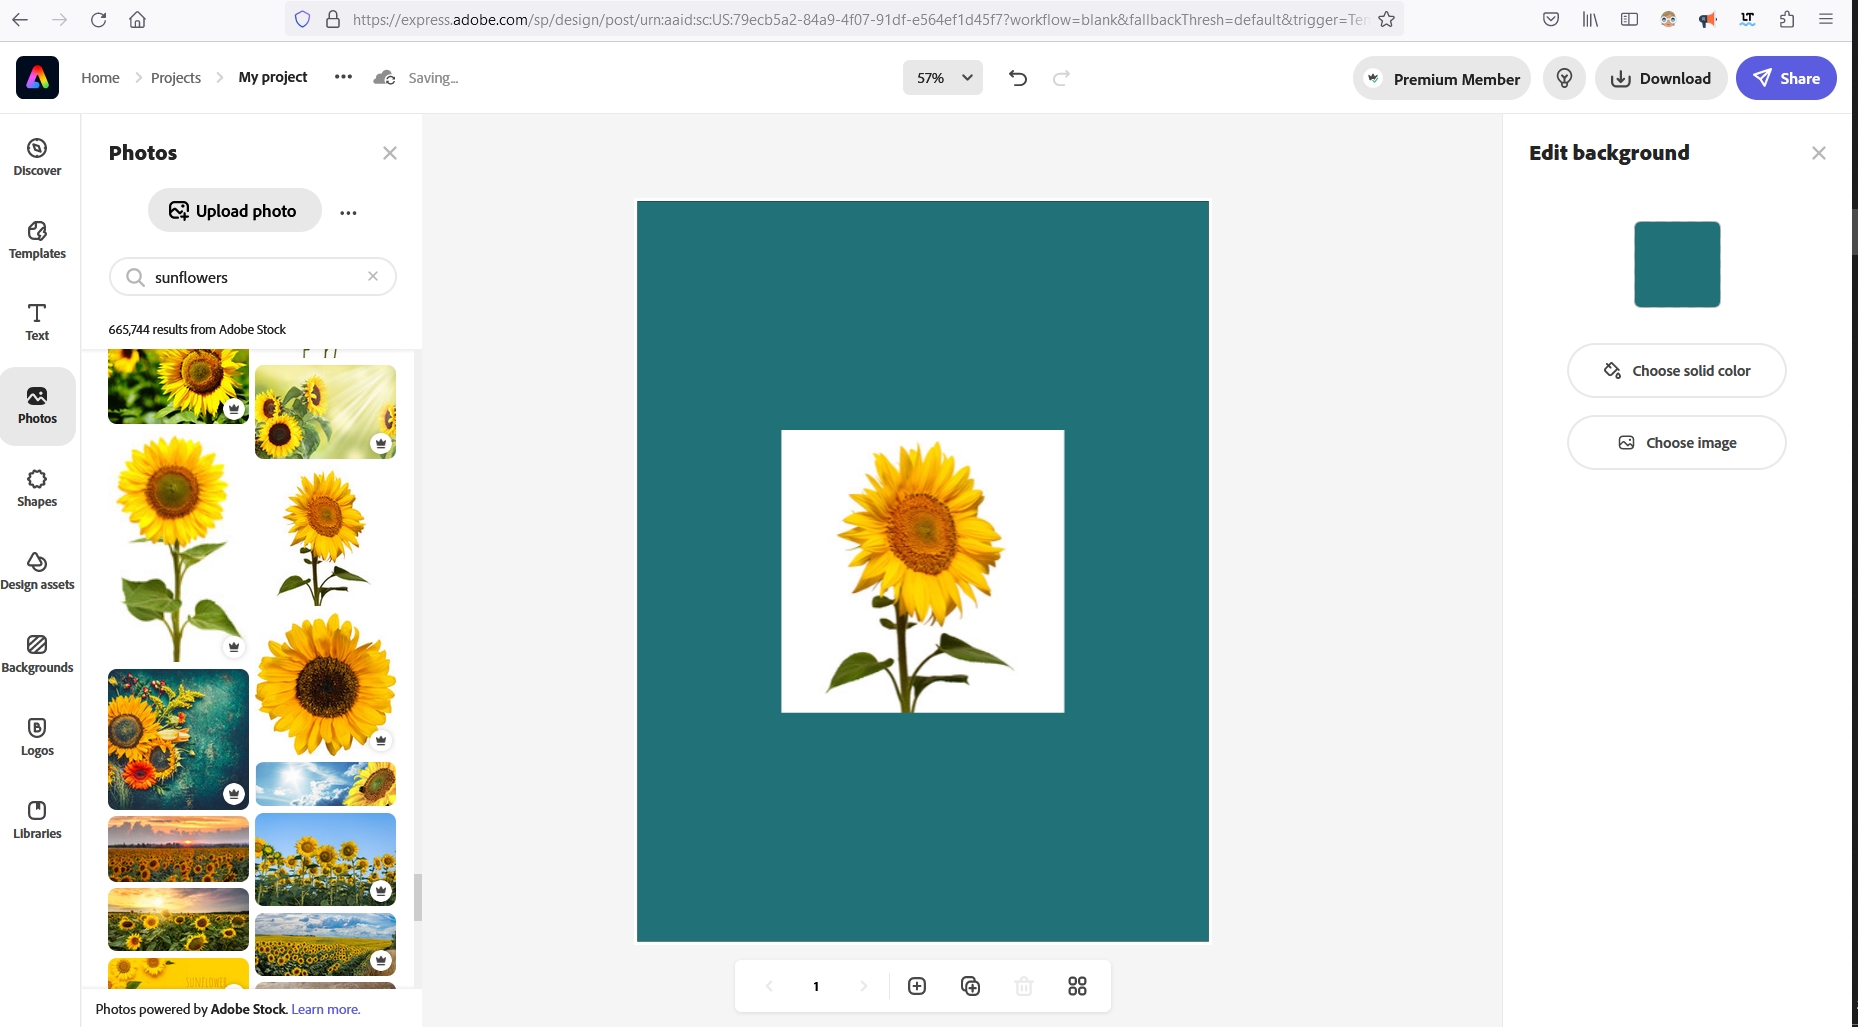 https://express.adobe.com/sp/design/post/urn:aaid:sc:US:79ecb5a2-84a9-4f07-91df-e564ef1d45f7?workflow=blank&fallbackThresh=default&trigger=Ter
LT
Home
Projects
My project
Saving...
57%
Premium Member
Download
Share
Discover
Templates
Text
Photos
Shapes
Design assets
Backgrounds
Logos
Libraries
Photos
Upload photo
sunflowers
665,744 results from Adobe Stock
SUNFLOWER
Photos powered by Adobe Stock. Learn more.
1
Edit background
Choose solid color
Choose image